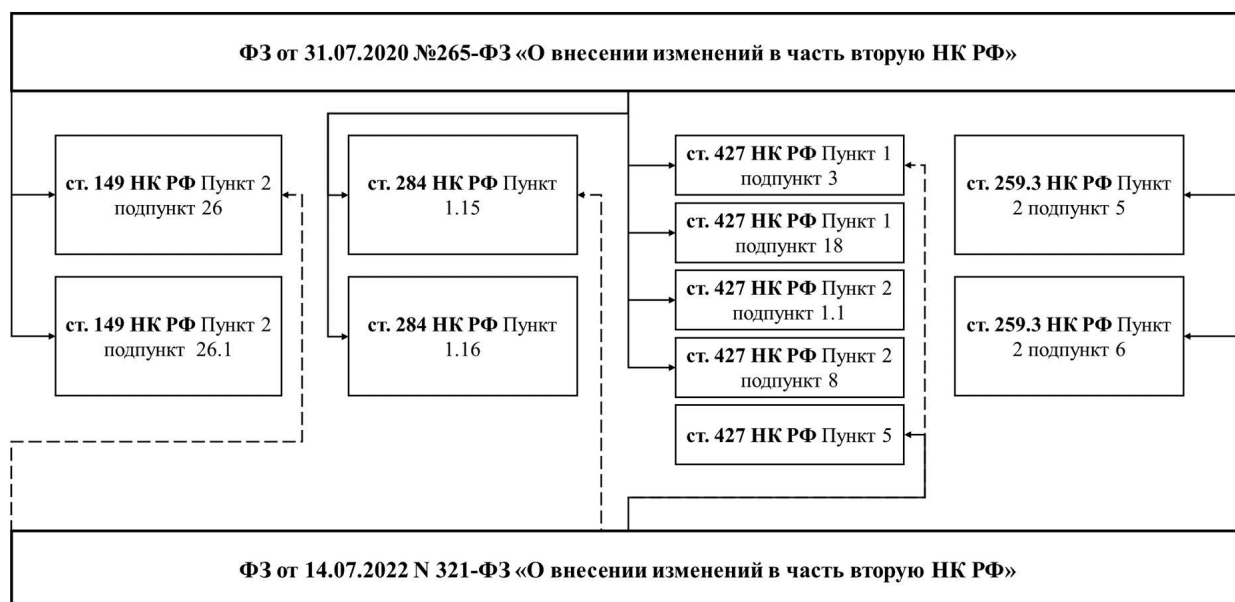 ФЗ от 31.07.2020 №265-ФЗ «О внесении изменений в часть вторую НК РФ»
ст. 149 НК РФ Пункт 2
подпункт 26
ст. 149 НК РФ Пункт 2
подпункт 26.1
ст. 284 НК РФ Пункт
1.15
ст. 284 НК РФ Пункт
1.16
ст. 427 НК РФ Пункт 1
подпункт 3
ст. 427 НК РФ Пункт 1
подпункт 18
ст. 427 НК РФ Пункт 2
подпункт 1.1
ст. 427 НК РФ Пункт 2
подпункт 8
ст. 427 НК РФ Пункт 5
ст. 259.3 НК РФ Пункт
2 подпункт 5
ст. 259.3 НК РФ Пункт
2 подпункт 6
ФЗ от 14.07.2022 N 321-ФЗ «О внесении изменений в часть вторую НК РФ»